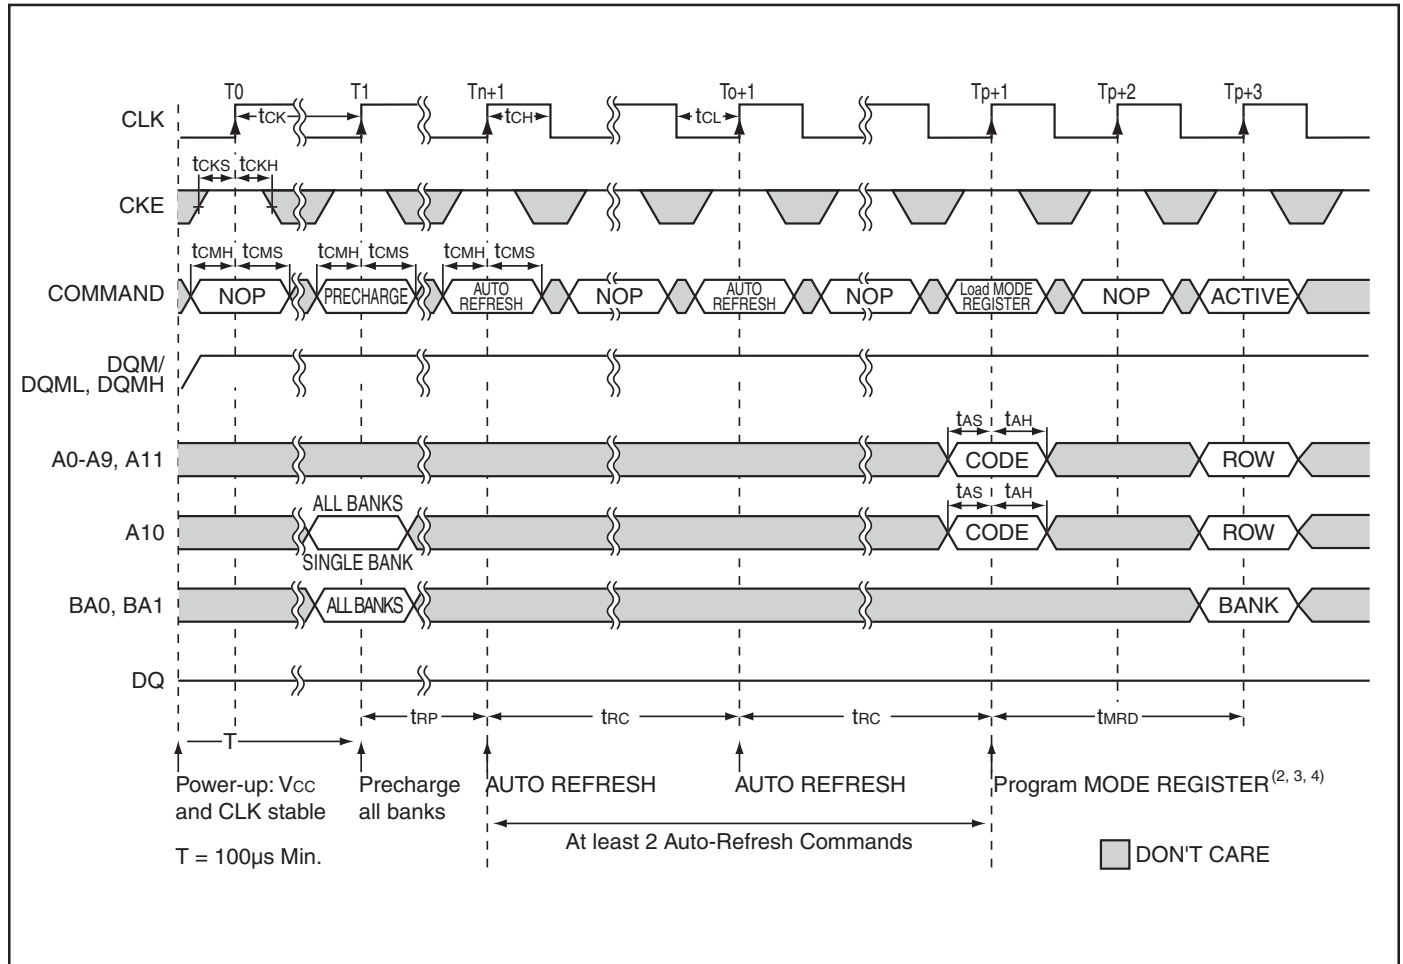 T0 T1 Tn+1 To+1 Tp+1 Tp+2 Tp+3
CLK tCK tCH tCL
tCKS tCKH
CKE
tCMH tCMS tCMH tCMS tCMH tCMS
COMMAND NOP PRECHARGE AUTO REFRESH NOP AUTO REFRESH NOP Load MODE REGISTER NOP ACTIVE
DQM/
DQML, DQMH
tAS tAH
A0-A9, A11 CODE ROW
ALL BANKS tAS tAH
A10 CODE ROW
SINGLE BANK
BA0, BA1 ALL BANKS BANK
DQ
tRP tRC tRC tMRD
T
Power-up: VCC
and CLK stable
Precharge
all banks
AUTO REFRESH
AUTO REFRESH
Program MODE REGISTER(2, 3, 4)
At least 2 Auto-Refresh Commands
T = 100µs Min.
DON'T CARE